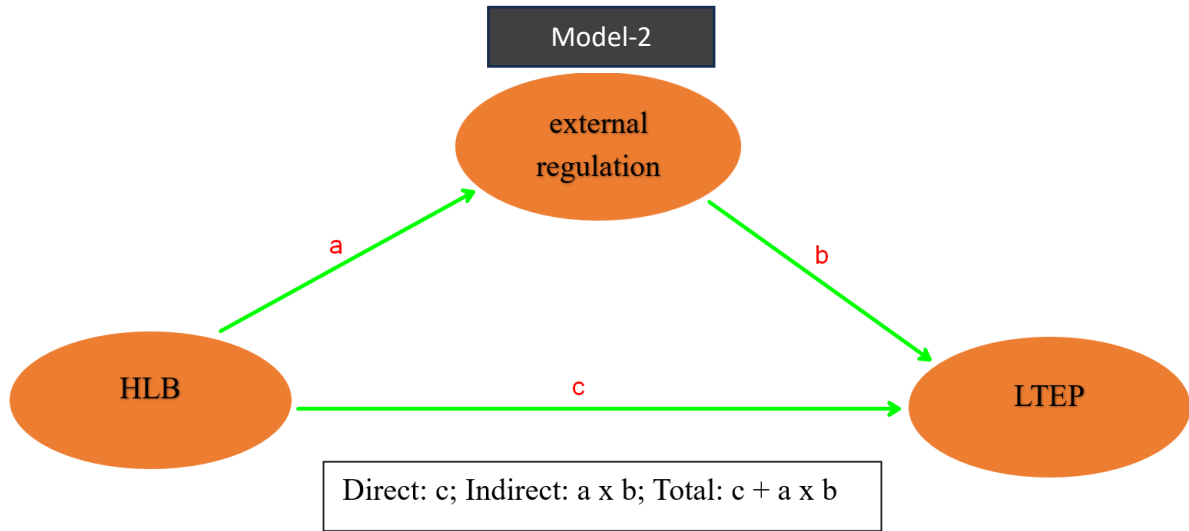 Model-2
external
regulation
a
b
HLB
c
LTEP
Direct: c; Indirect: a x b; Total: c + a x b